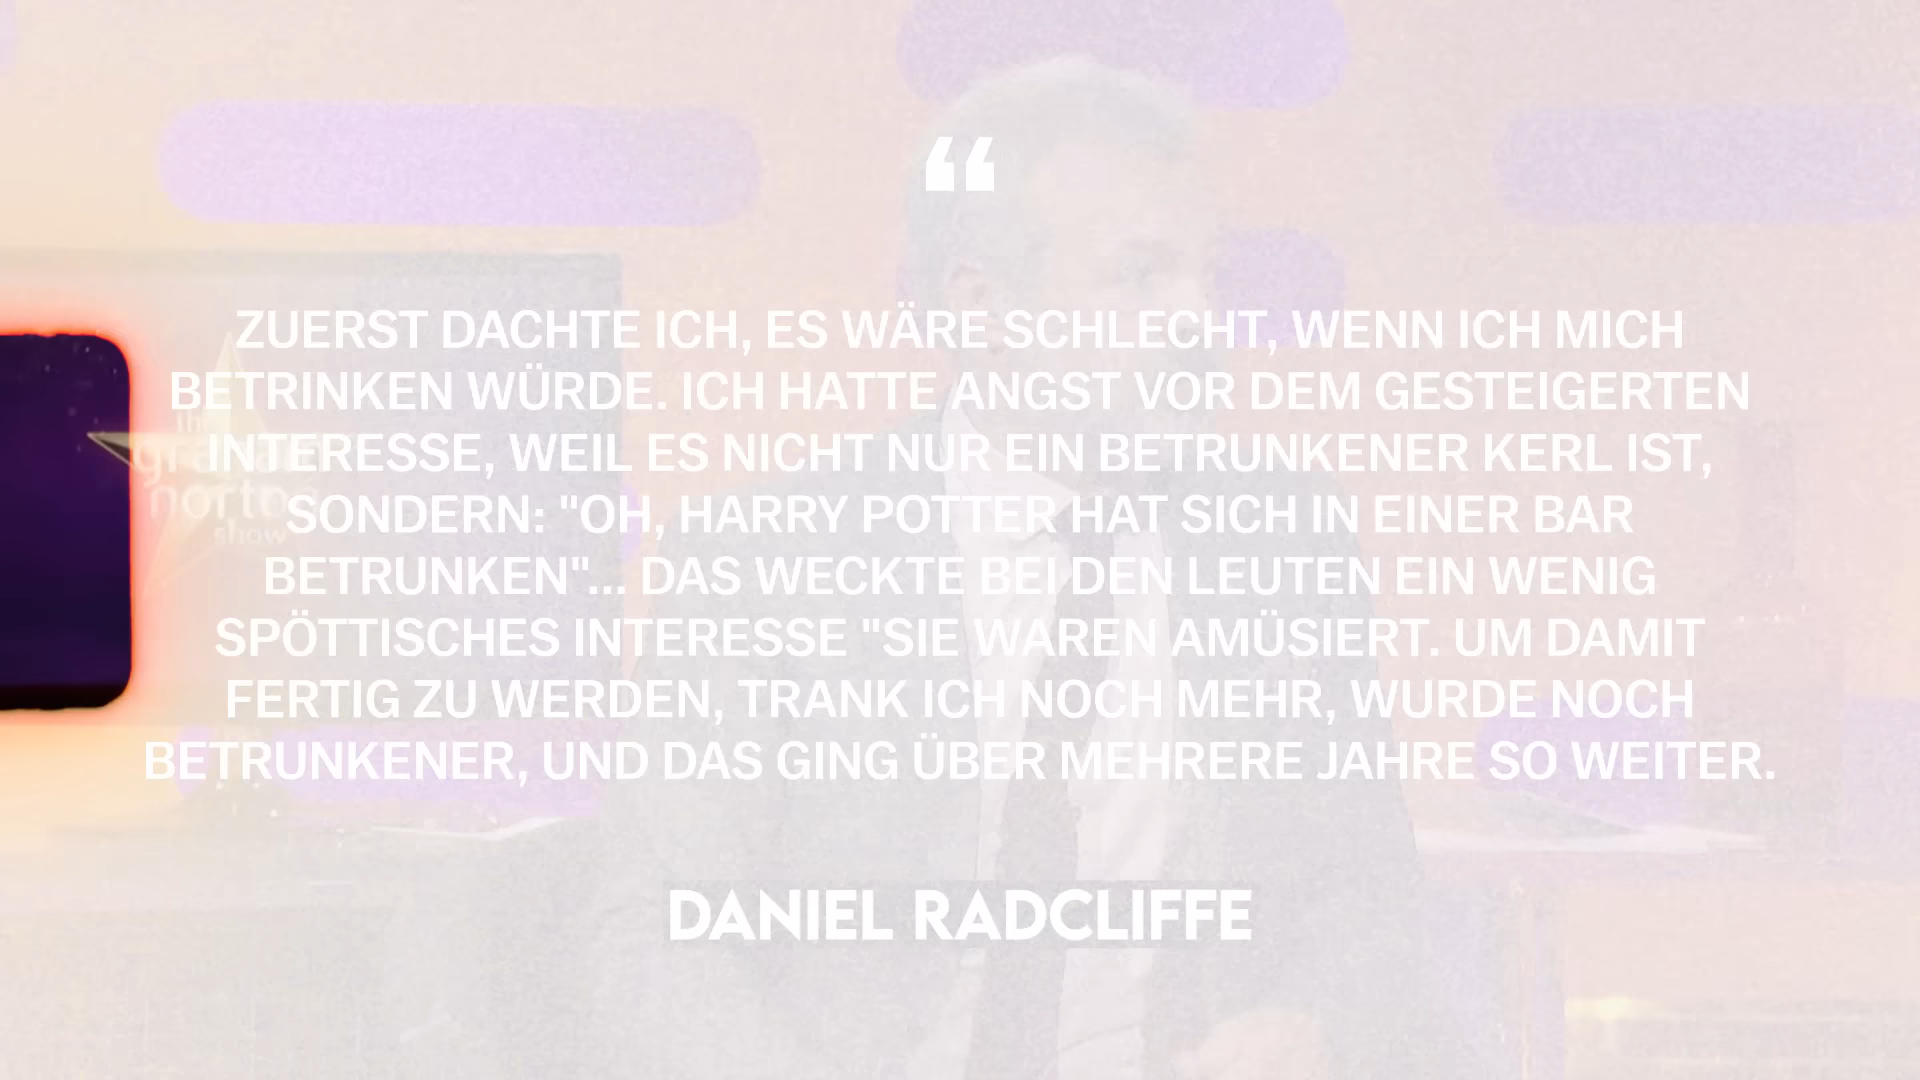 “
ZUERST DACHTE ICH, ES WÄRE SCHLECHT, WENN ICH MICH
BETRINKEN WÜRDE. ICH HATTE ANGST VOR DEM GESTEIGERTEN
INTERESSE, WEIL ES NICHT NUR EIN BETRUNKENER KERL IST,
SONDERN: "OH, HARRY POTTER HAT SICH IN EINER BAR
BETRUNKEN"... DAS WECKTE BEI DEN LEUTEN EIN WENIG
SPÖTTISCHES INTERESSE "SIE WAREN AMÜSIERT. UM DAMIT
FERTIG ZU WERDEN, TRANK ICH NOCH MEHR, WURDE NOCH
BETRUNKENER, UND DAS GING ÜBER MEHRERE JAHRE SO WEITER.
DANIEL RADCLIFFE
show